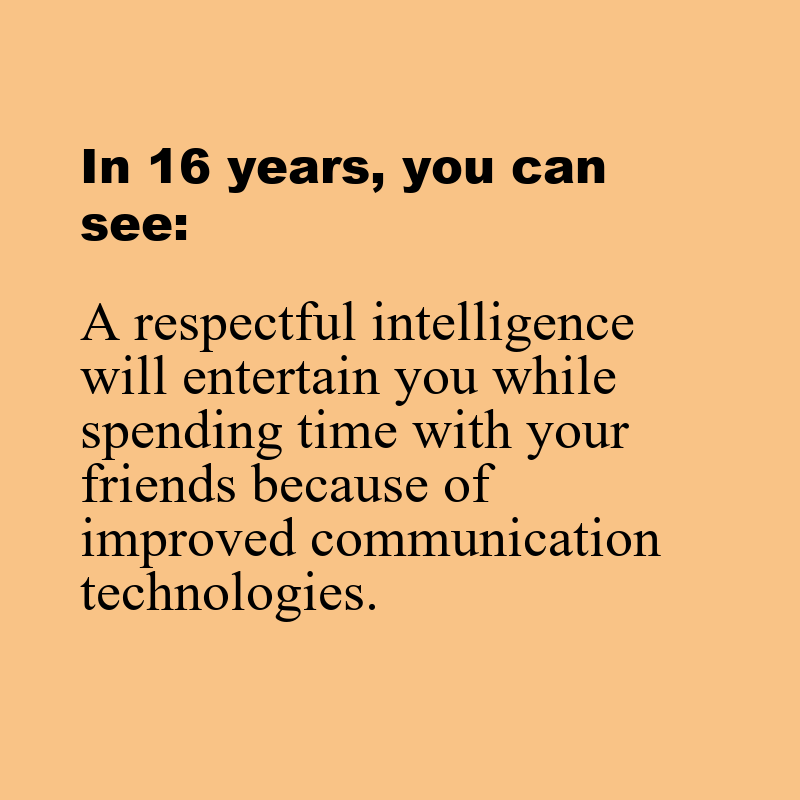 In 16 years, you can
see:
A respectful intelligence
will entertain you while
spending time with your
friends because of
improved communication
technologies.